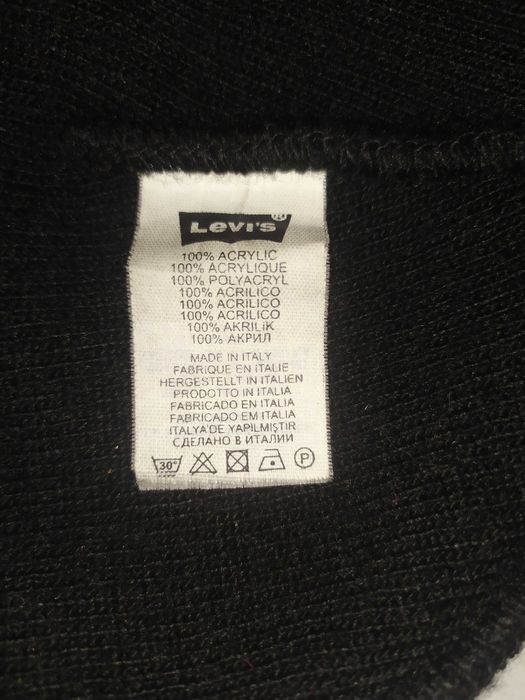 Levi's®
100% ACRYLIC
100% ACRYLIQUE
100% POLYACRYL
100% ACRILICO
100% ACRILICO
100% ACRILICO
100% AKRILIK
100% АКРИЛ
MADE IN ITALY
FABRIQUE EN ITALIE
HERGESTELLT IN ITALIEN
PRODOTTO IN ITALIA
FABRICADO EN ITALIA
FABRICADO EM ITALIA
ITALYA'DE YAPILMIŞTIR
СДЕЛАНО В ИТАЛИИ
30° P